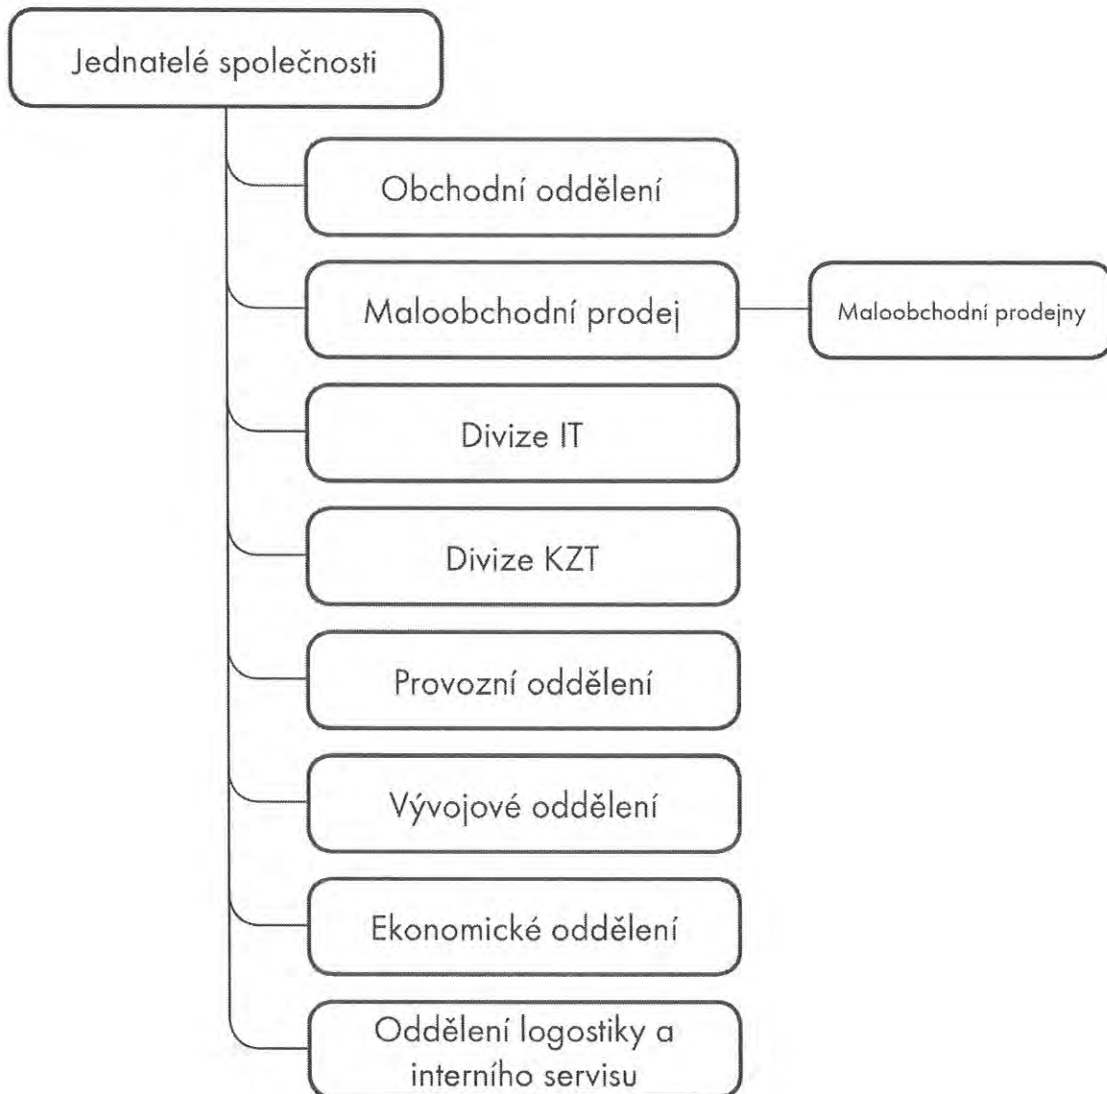 Jednatelé společnosti
Obchodní oddělení
Maloobchodní prodej
Maloobchodní prodejny
Divize IT
Divize KZT
Provozní oddělení
Vývojové oddělení
Ekonomické oddělení
Oddělení logostiky a
interního servisu